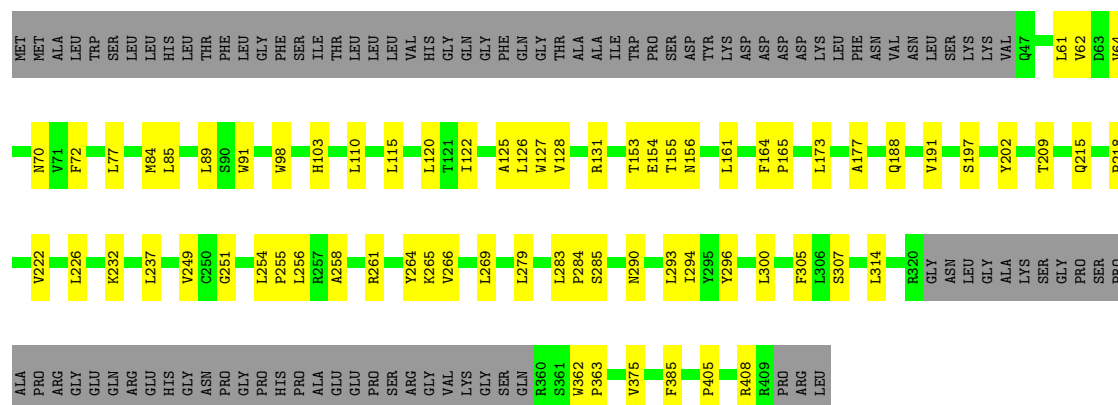 MET MET ALA LEU TRP SER LEU LEU HIS LEU THR PHE LEU GLY PHE SER ILE THR LEU LEU LEU VAL HIS GLY GLN GLY PHE GLN GLY THR ALA ALA ILE TRP PRO SER ASP TYR LYS ASP ASP ASP ASP LYS LEU PHE ASN VAL ASN LEU SER LYS LYS VAL Q47 L61 V62 D63
N70 V71 F72 L77 M84 L85 L89 S90 W91 W98 H103 L110 L115 L120 T121 I122 A125 L126 W127 V128 R131 T153 E154 T155 N156 L161 F164 P165 L173 A177 Q188 V191 S197 Y202 T209 Q215
V222 L226 K232 L237 V249 C250 G251 L254 P255 L256 R257 A258 R261 Y264 K265 V266 L269 L279 L283 P284 S285 N290 L293 I294 Y295 Y296 L300 F305 L306 S307 L314 R320 GLY ASN LEU GLY ALA LYS SER GLY PRO SER PRO
ALA PRO ARG GLY GLU GLN ARG GLU HIS GLY ASN PRO GLY PRO HIS PRO ALA GLU GLU PRO SER ARG GLY VAL LYS GLY SER GLN R360 S361 W362 P363 V375 F385 P405 R408 R409 PRO ARG LEU